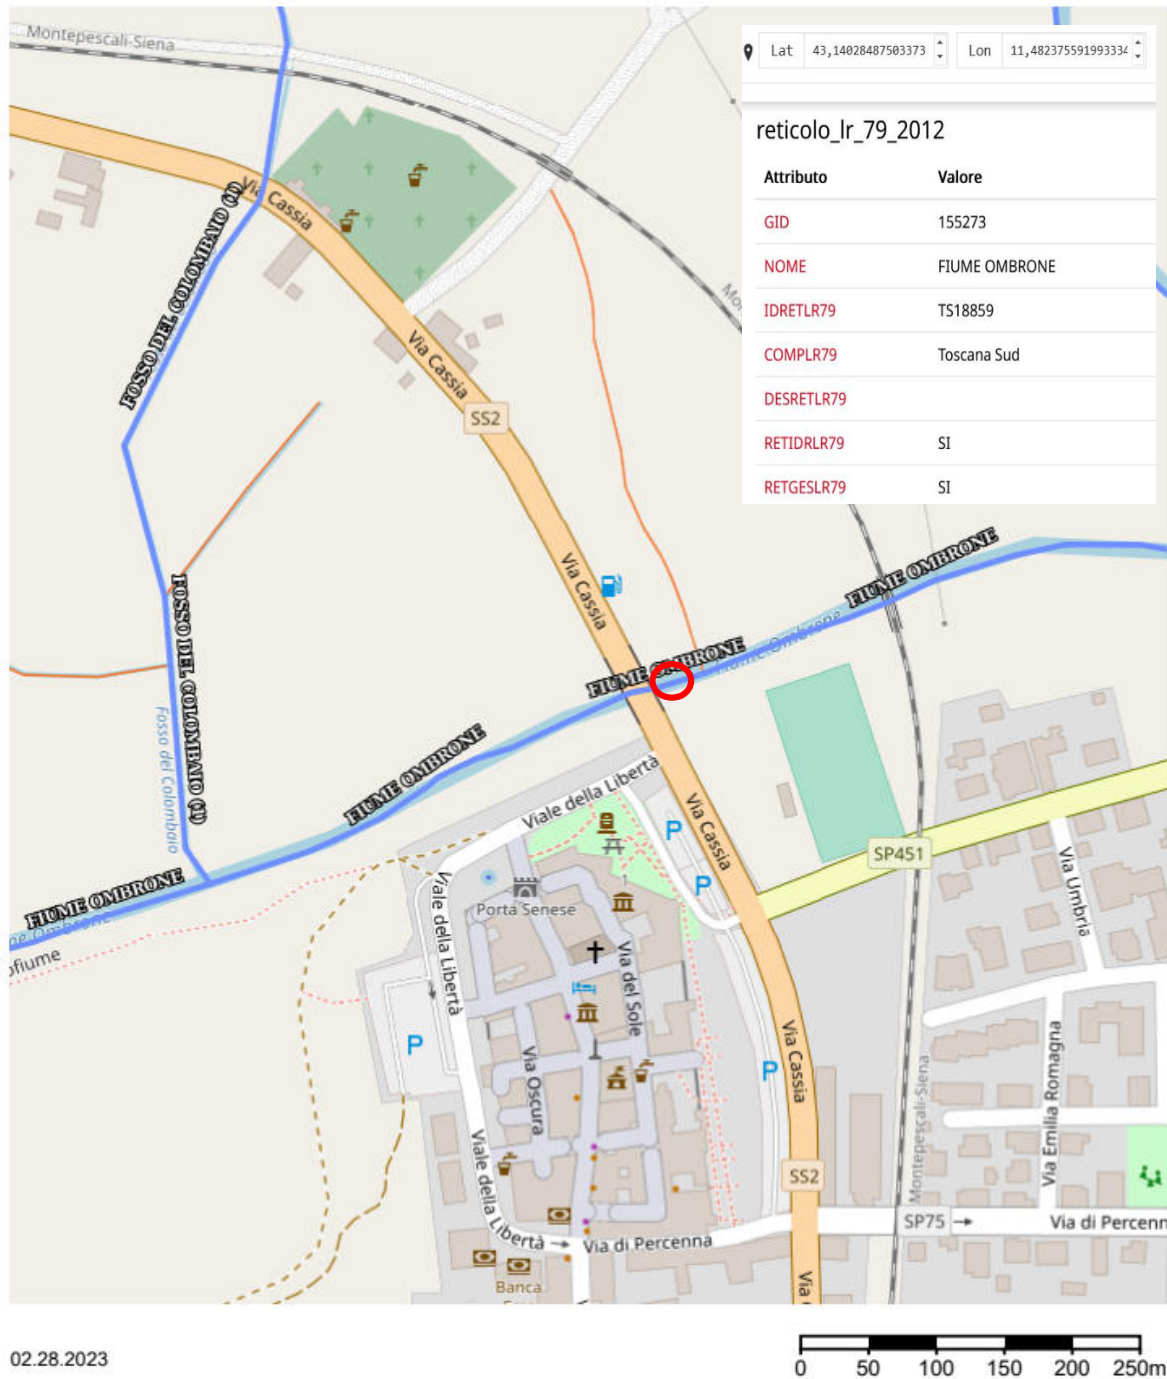 Montepescali-Siena
Lat 43,14028487503373 Lon 11,482375591993334
reticolo_lr_79_2012
Attributo Valore
GID 155273
NOME FIUME OMBRONE
IDRETLR79 TS18859
COMPLR79 Toscana Sud
DESRETLR79
RETIDRLR79 SI
RETGESLR79 SI
Via Cassia
FOSSO DEL COLOMBAIO (1)
Via Cassia
SS2
Via Cassia
FIUME OMBRONE
Fiume Ombrone
FIUME OMBRONE
FOSSO DEL COLOMBAIO (1)
Fosso del Colombaio
FIUME OMBRONE
Viale della Libertà
Via Cassia
P
SP451
Via Umbria
FIUME OMBRONE
Viale della Libertà
Porta Senese
P
Via del Sole
P
Via Oscura
Via Cassia
P
Via Emilia Romagna
Montepescali-Siena
Viale della Libertà
SS2
SP75
Via di Percenna
Via di Percenn
Banca
Via
02.28.2023
0 50 100 150 200 250m